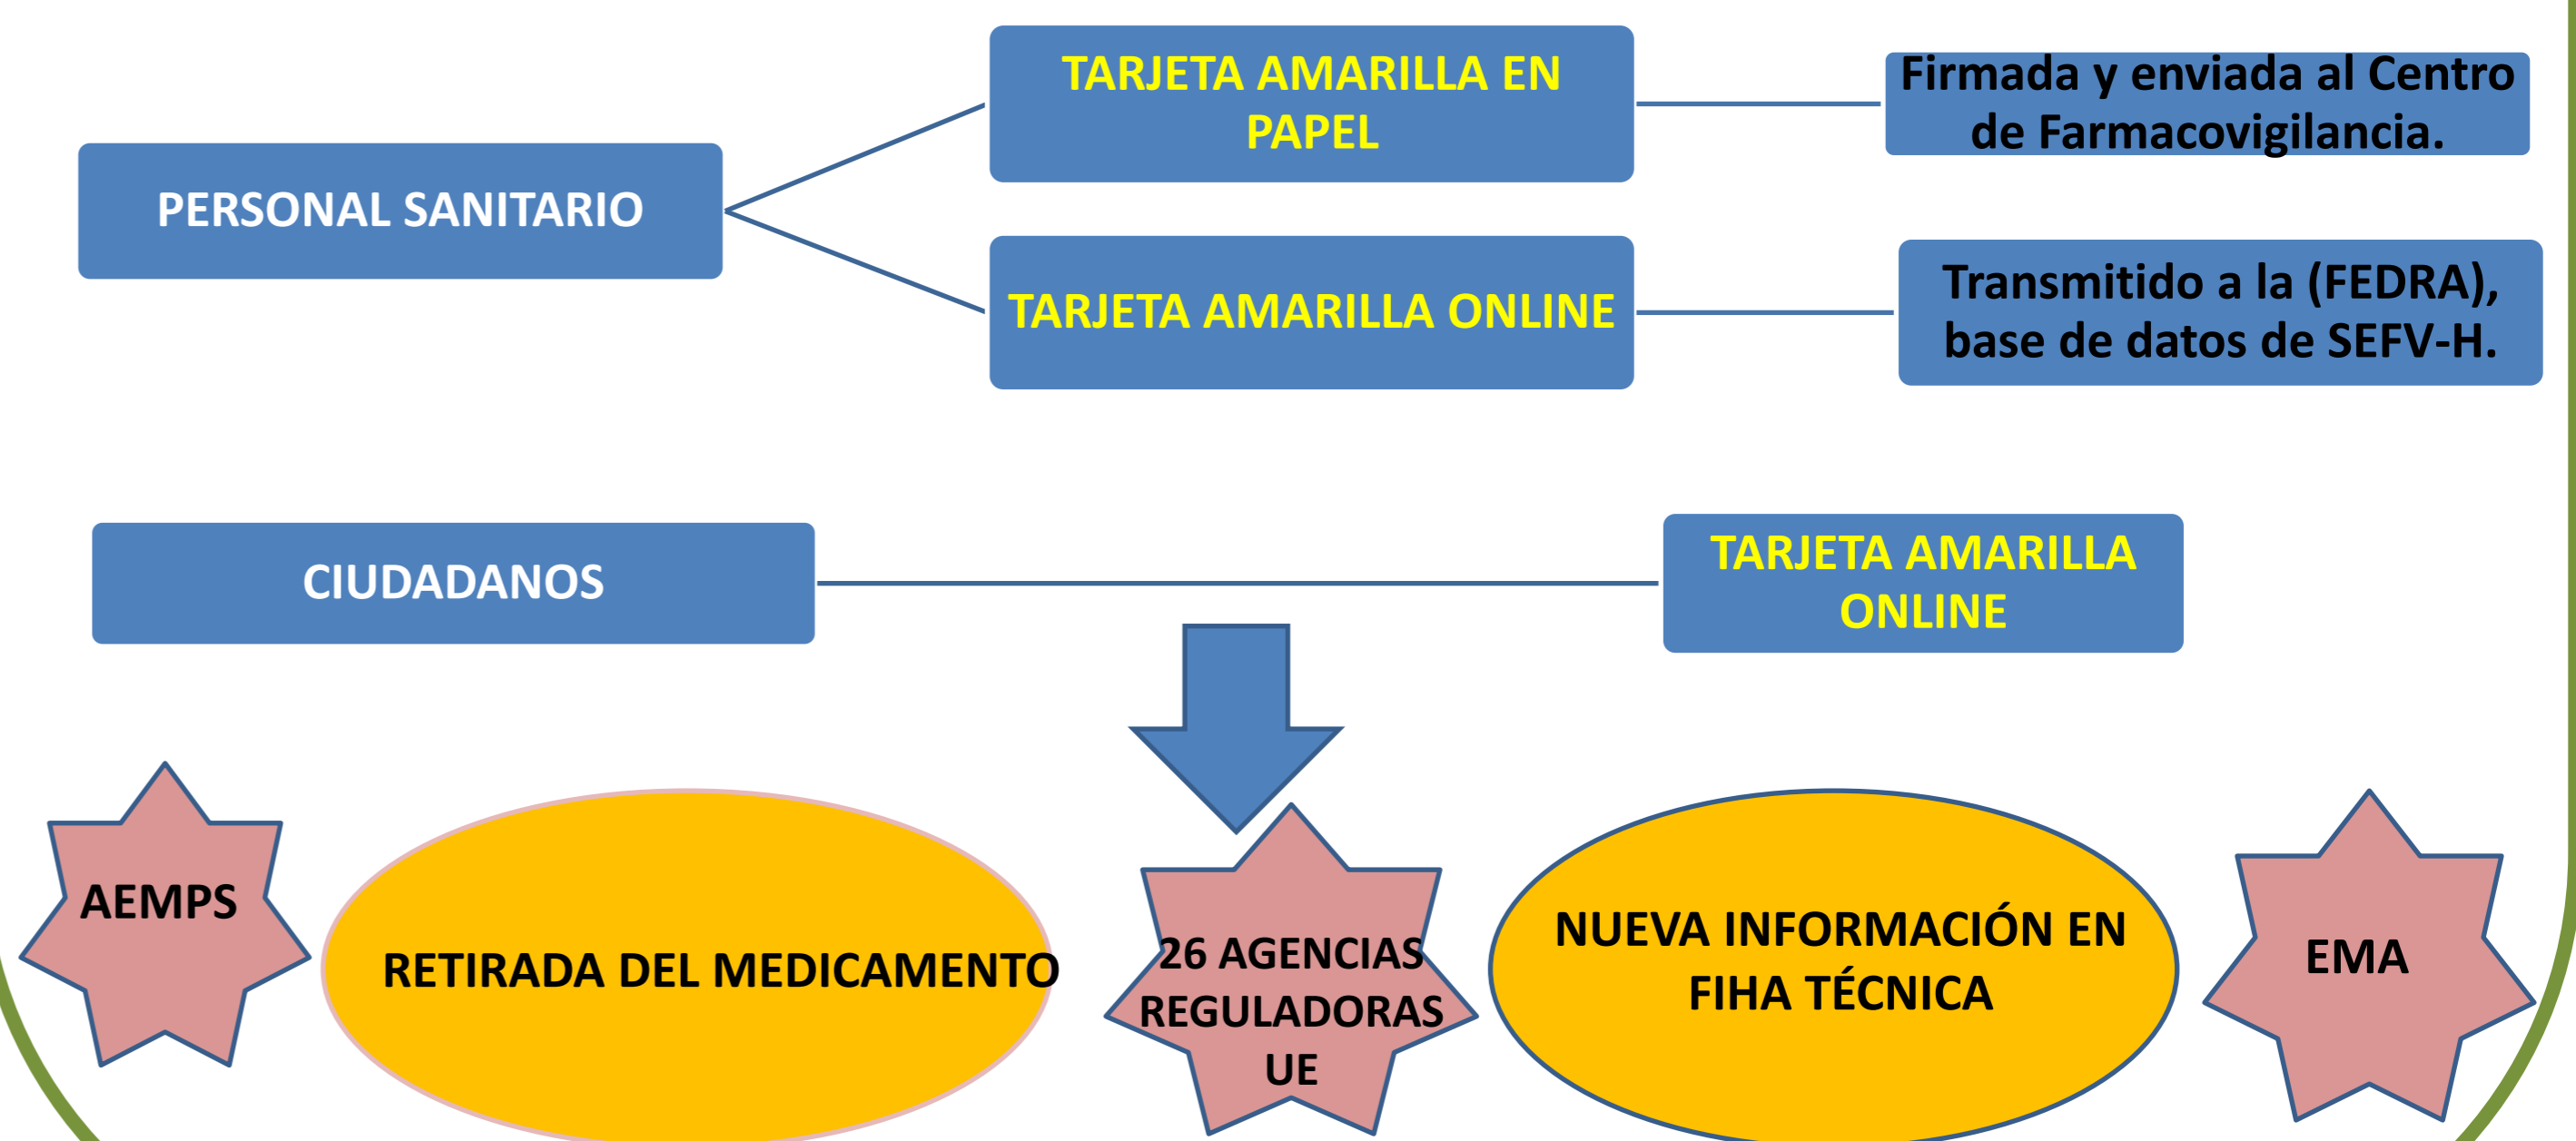 TARJETA AMARILLA EN
PAPEL
Firmada y enviada al Centro
de Farmacovigilancia.
PERSONAL SANITARIO
TARJETA AMARILLA ONLINE
Transmitido a la (FEDRA),
base de datos de SEFV-H.
CIUDADANOS
TARJETA AMARILLA
ONLINE
AEMPS
RETIRADA DEL MEDICAMENTO
26 AGENCIAS
REGULADORAS
UE
NUEVA INFORMACIÓN EN
FIHA TÉCNICA
EMA